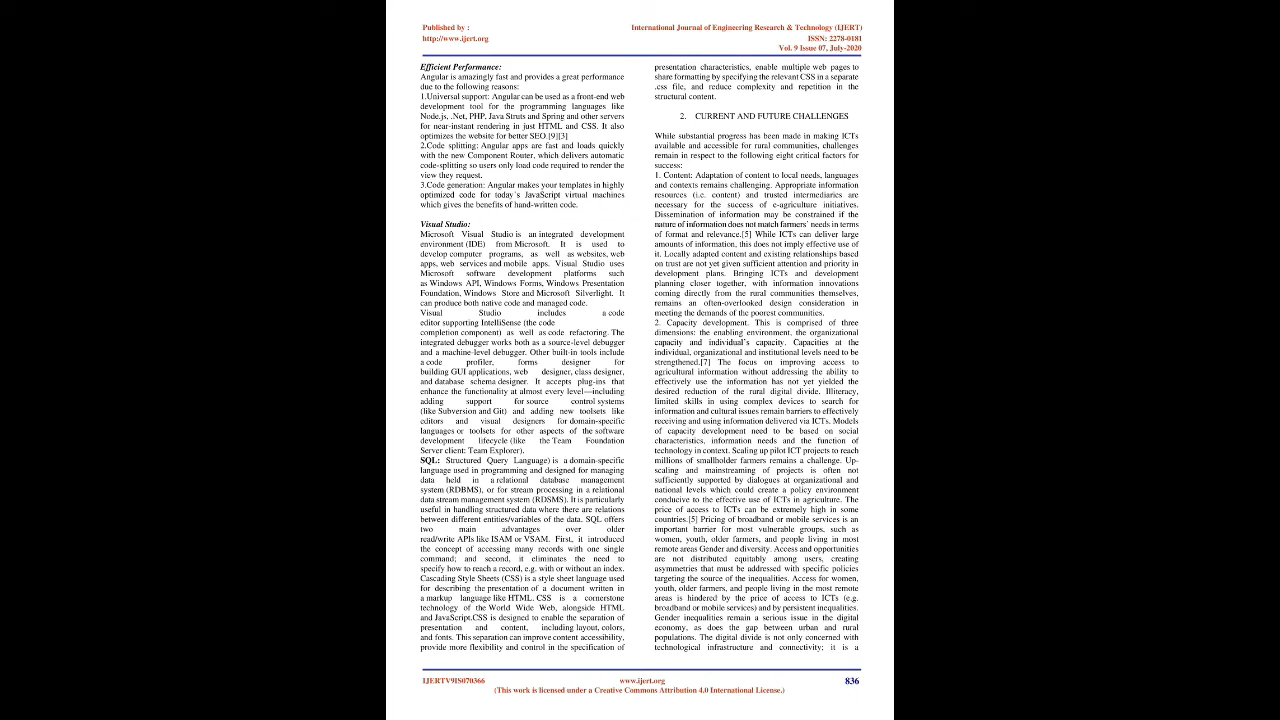 Published by :
http://www.ijert.org
International Journal of Engineering Research & Technology (IJERT)
ISSN: 2278-0181
Vol. 9 Issue 07, July-2020
Efficient Performance:
Angular is amazingly fast and provides a great performance
due to the following reasons:
1.Universal support: Angular can be used as a front-end web
development tool for the programming languages like
Node.js, .Net, PHP, Java Struts and Spring and other servers
for near-instant rendering in just HTML and CSS. It also
optimizes the website for better SEO.[9][3]
2.Code splitting: Angular apps are fast and loads quickly
with the new Component Router, which delivers automatic
code-splitting so users only load code required to render the
view they request.
3.Code generation: Angular makes your templates in highly
optimized code for today's JavaScript virtual machines
which gives the benefits of hand-written code.
Visual Studio:
Microsoft Visual Studio is an integrated development
environment (IDE) from Microsoft. It is used to
develop computer programs, as well as websites, web
apps, web services and mobile apps. Visual Studio uses
Microsoft software development platforms such
as Windows API, Windows Forms, Windows Presentation
Foundation, Windows Store and Microsoft Silverlight. It
can produce both native code and managed code.
Visual Studio includes a code
editor supporting IntelliSense (the code
completion component) as well as code refactoring. The
integrated debugger works both as a source-level debugger
and a machine-level debugger. Other built-in tools include
a code profiler, forms designer for
building GUI applications, web designer, class designer,
and database schema designer. It accepts plug-ins that
enhance the functionality at almost every level—including
adding support for source control systems
(like Subversion and Git) and adding new toolsets like
editors and visual designers for domain-specific
languages or toolsets for other aspects of the software
development lifecycle (like the Team Foundation
Server client: Team Explorer).
SQL: Structured Query Language) is a domain-specific
language used in programming and designed for managing
data held in a relational database management
system (RDBMS), or for stream processing in a relational
data stream management system (RDSMS). It is particularly
useful in handling structured data where there are relations
between different entities/variables of the data. SQL offers
two main advantages over older
read/write APIs like ISAM or VSAM. First, it introduced
the concept of accessing many records with one single
command; and second, it eliminates the need to
specify how to reach a record, e.g. with or without an index.
Cascading Style Sheets (CSS) is a style sheet language used
for describing the presentation of a document written in
a markup language like HTML. CSS is a cornerstone
technology of the World Wide Web, alongside HTML
and JavaScript.CSS is designed to enable the separation of
presentation and content, including layout, colors,
and fonts. This separation can improve content accessibility,
provide more flexibility and control in the specification of
presentation characteristics, enable multiple web pages to
share formatting by specifying the relevant CSS in a separate
.css file, and reduce complexity and repetition in the
structural content.
2. CURRENT AND FUTURE CHALLENGES
While substantial progress has been made in making ICTs
available and accessible for rural communities, challenges
remain in respect to the following eight critical factors for
success:
1. Content: Adaptation of content to local needs, languages
and contexts remains challenging. Appropriate information
resources (i.e. content) and trusted intermediaries are
necessary for the success of e-agriculture initiatives.
Dissemination of information may be constrained if the
nature of information does not match farmers' needs in terms
of format and relevance.[5] While ICTs can deliver large
amounts of information, this does not imply effective use of
it. Locally adapted content and existing relationships based
on trust are not yet given sufficient attention and priority in
development plans. Bringing ICTs and development
planning closer together, with information innovations
coming directly from the rural communities themselves,
remains an often-overlooked design consideration in
meeting the demands of the poorest communities.
2. Capacity development. This is comprised of three
dimensions: the enabling environment, the organizational
capacity and individual's capacity. Capacities at the
individual, organizational and institutional levels need to be
strengthened.[7] The focus on improving access to
agricultural information without addressing the ability to
effectively use the information has not yet yielded the
desired reduction of the rural digital divide. Illiteracy,
limited skills in using complex devices to search for
information and cultural issues remain barriers to effectively
receiving and using information delivered via ICTs. Models
of capacity development need to be based on social
characteristics, information needs and the function of
technology in context. Scaling up pilot ICT projects to reach
millions of smallholder farmers remains a challenge. Up-
scaling and mainstreaming of projects is often not
sufficiently supported by dialogues at organizational and
national levels which could create a policy environment
conducive to the effective use of ICTs in agriculture. The
price of access to ICTs can be extremely high in some
countries.[5] Pricing of broadband or mobile services is an
important barrier for most vulnerable groups, such as
women, youth, older farmers, and people living in most
remote areas Gender and diversity. Access and opportunities
are not distributed equitably among users, creating
asymmetries that must be addressed with specific policies
targeting the source of the inequalities. Access for women,
youth, older farmers, and people living in the most remote
areas is hindered by the price of access to ICTs (e.g.
broadband or mobile services) and by persistent inequalities.
Gender inequalities remain a serious issue in the digital
economy, as does the gap between urban and rural
populations. The digital divide is not only concerned with
technological infrastructure and connectivity; it is a
IJERTV9IS070366
www.ijert.org
(This work is licensed under a Creative Commons Attribution 4.0 International License.)
836